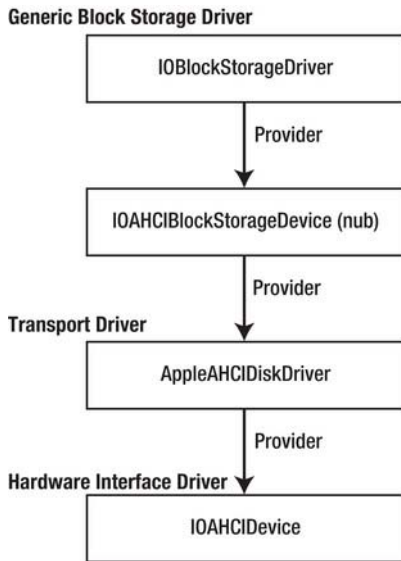 Generic Block Storage Driver
IOBlockStorageDriver
Provider
IOAHCIBlockStorageDevice (nub)
Provider
Transport Driver
AppleAHCIDiskDriver
Provider
Hardware Interface Driver
IOAHCIDevice